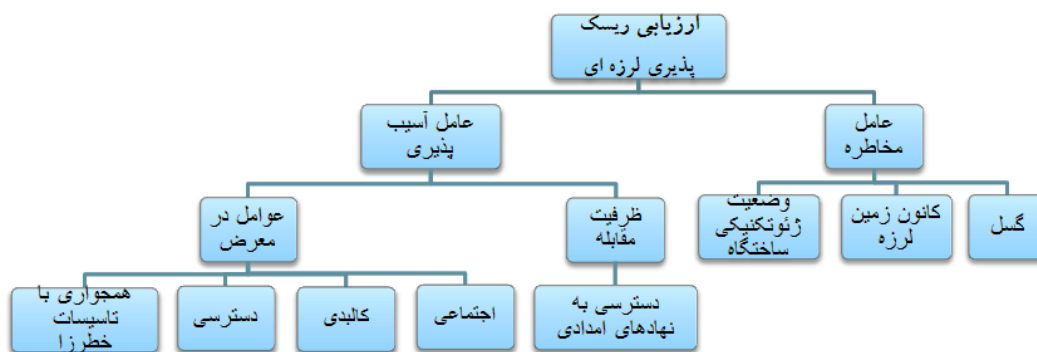 ارزیابی ریسک
پذیری لرزه ای
عامل
مخاطره
عامل آسیب
پذیری
گسل
کانون زمین
لرزه
وضعیت
ژئوتکنیکی
ساختگاه
ظرفیت
مقابله
عوامل در
معرض
دسترسی به
نهادهای امدادی
اجتماعی
کالبدی
دسترسی
همجواری با
تاسیسات
خطرزا